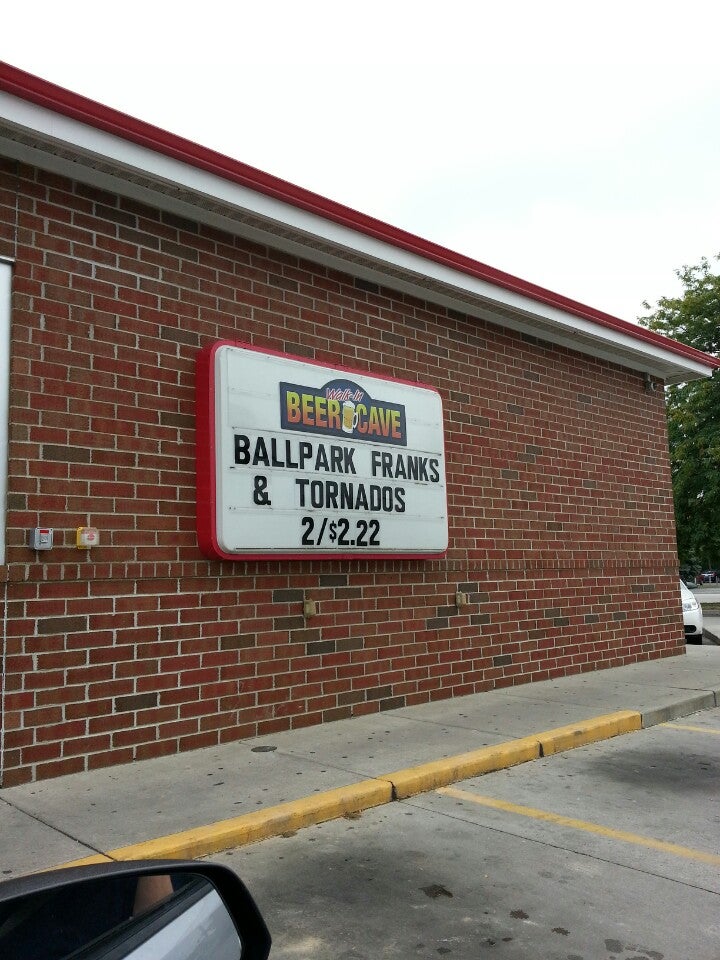 Walk-In
BEER CAVE
BALLPARK FRANKS
& TORNADOS
2/$2.22